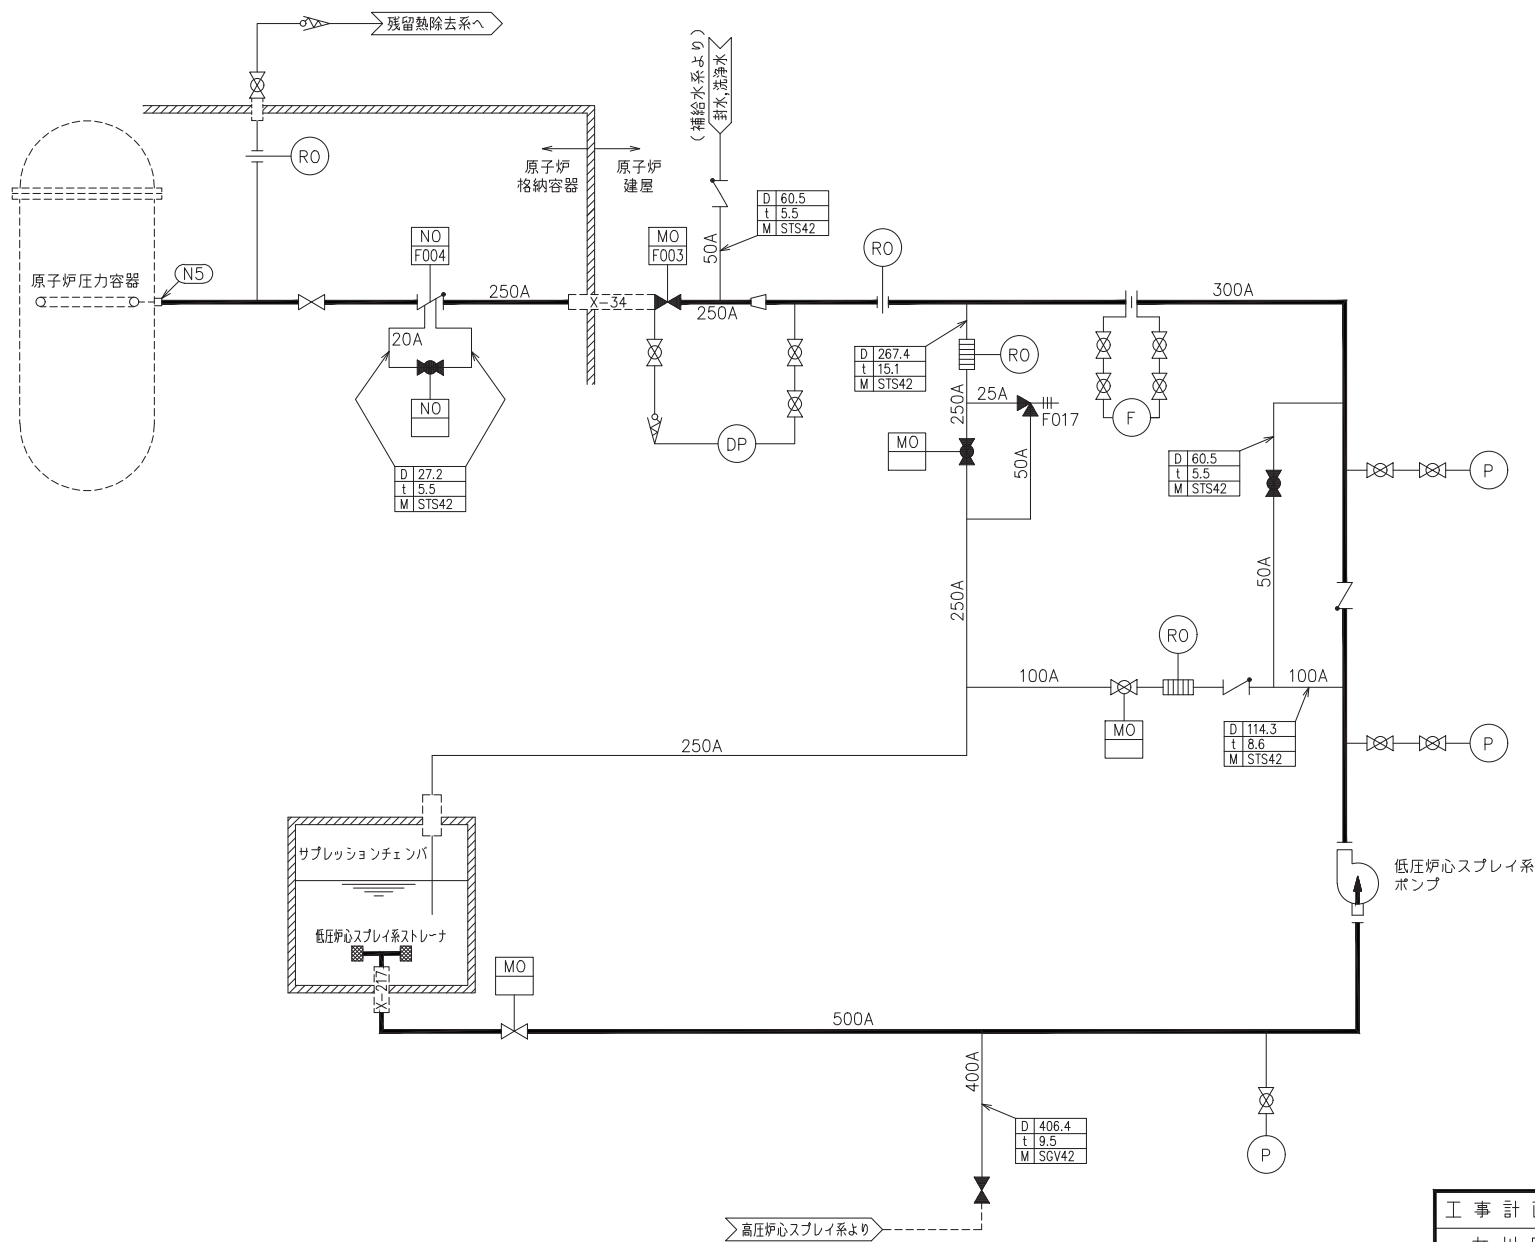 残留熱除去系へ
(補給水系より)
封水,洗浄水
RO
原子炉
格納容器
原子炉
建屋
D 60.5
t 5.5
M STS42
50A
NO
F004
MO
F003
RO
原子炉圧力容器
N5
250A
X-34
250A
300A
20A
NO
D 27.2
t 5.5
M STS42
DP
D 267.4
t 15.1
M STS42
RO
250A
25A
F017
MO
50A
F
D 60.5
t 5.5
M STS42
P
250A
50A
RO
100A
100A
MO
D 114.3
t 8.6
M STS42
P
250A
サプレッションチェンバ
低圧炉心スプレイ系
ポンプ
低圧炉心スプレイ系ストレーナ
X-217
MO
500A
400A
D 406.4
t 9.5
M SGV42
P
高圧炉心スプレイ系より
工事計